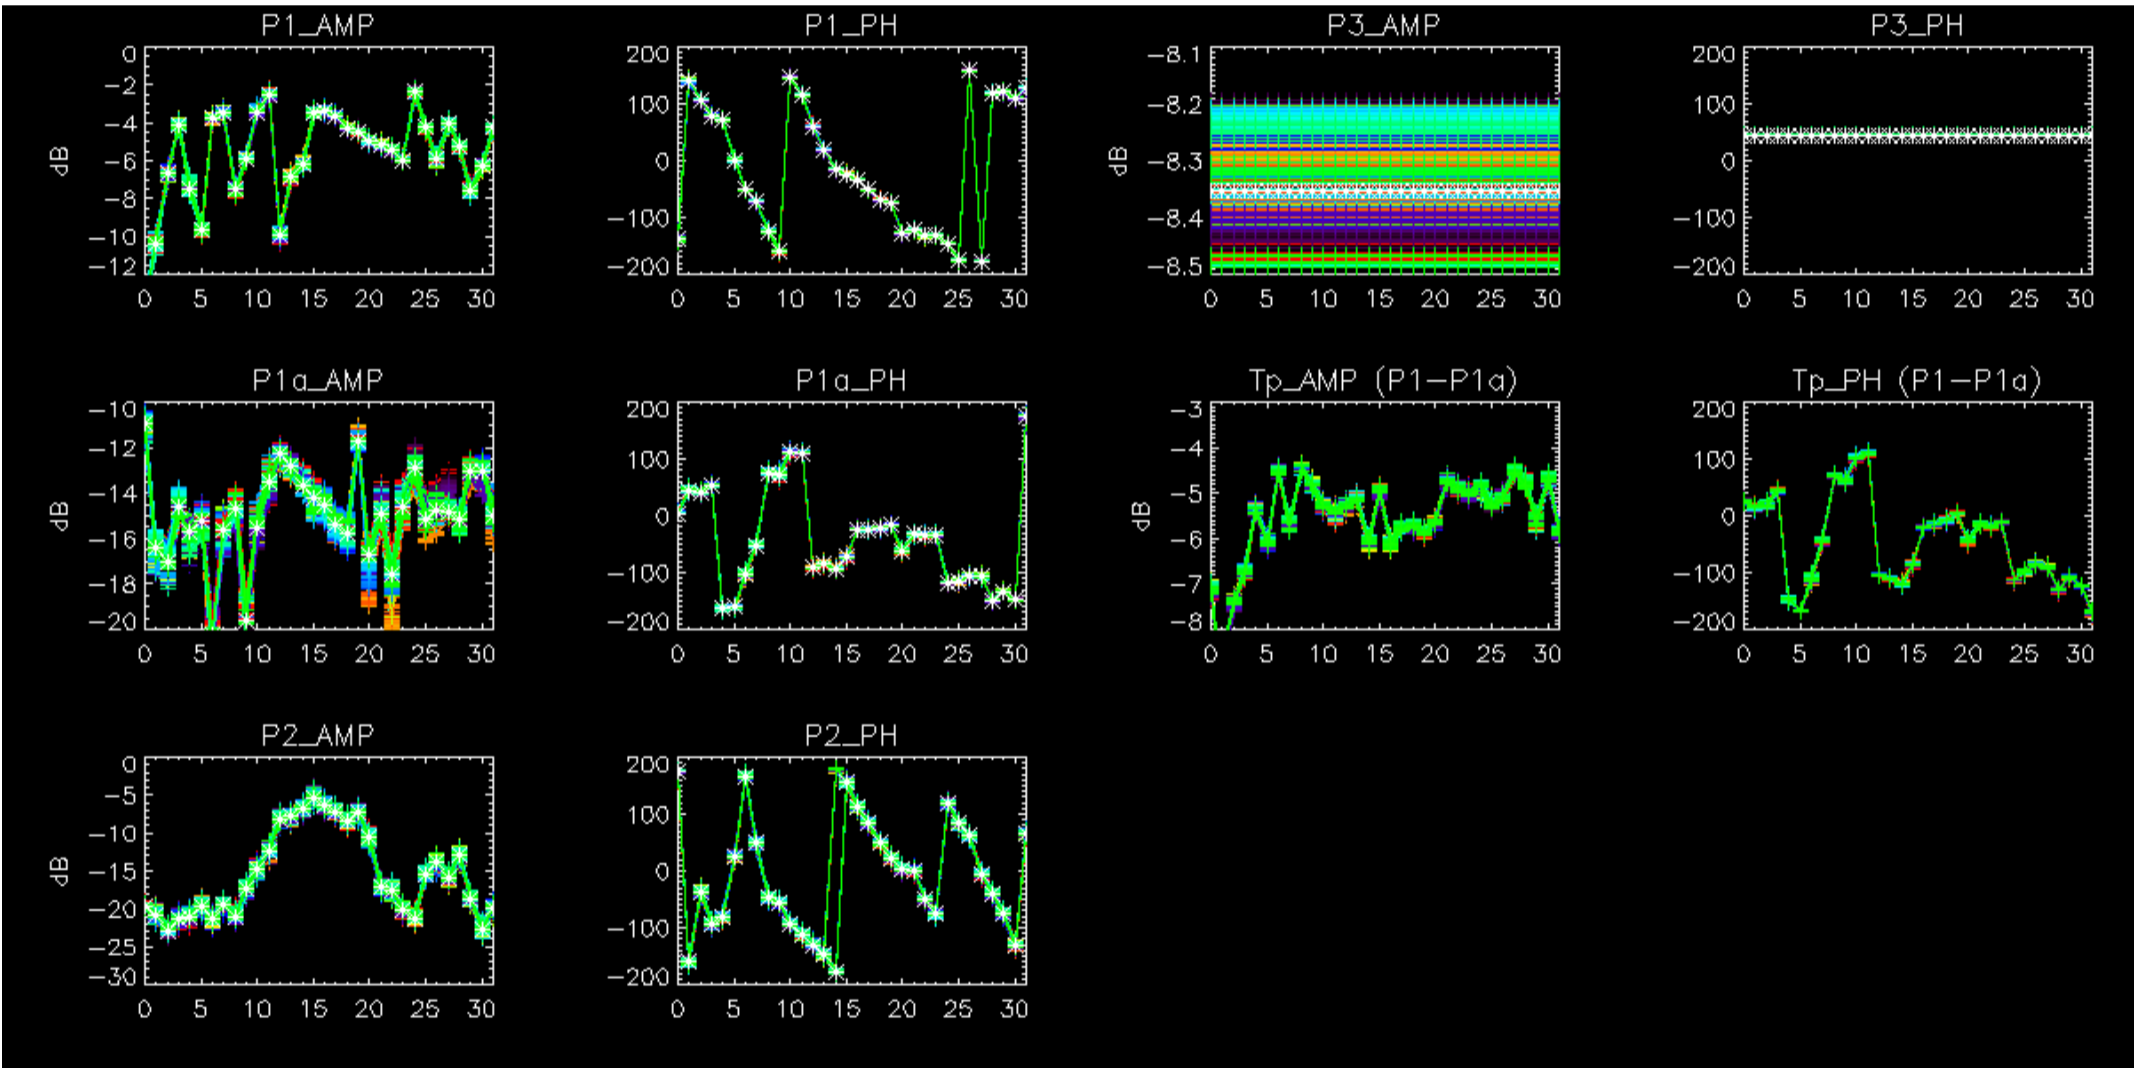 P1_AMP
P1_PH
P3_AMP
P3_PH
dB
0
-2
-4
-6
-8
-10
-12
0 5 10 15 20 25 30
200
100
0
-100
-200
0 5 10 15 20 25 30
dB
-8.1
-8.2
-8.3
-8.4
-8.5
0 5 10 15 20 25 30
200
100
0
-100
-200
0 5 10 15 20 25 30
P1a_AMP
P1a_PH
Tp_AMP (P1-P1a)
Tp_PH (P1-P1a)
dB
-10
-12
-14
-16
-18
-20
0 5 10 15 20 25 30
200
100
0
-100
-200
0 5 10 15 20 25 30
dB
-3
-4
-5
-6
-7
-8
0 5 10 15 20 25 30
200
100
0
-100
-200
0 5 10 15 20 25 30
P2_AMP
P2_PH
dB
0
-5
-10
-15
-20
-25
-30
0 5 10 15 20 25 30
200
100
0
-100
-200
0 5 10 15 20 25 30